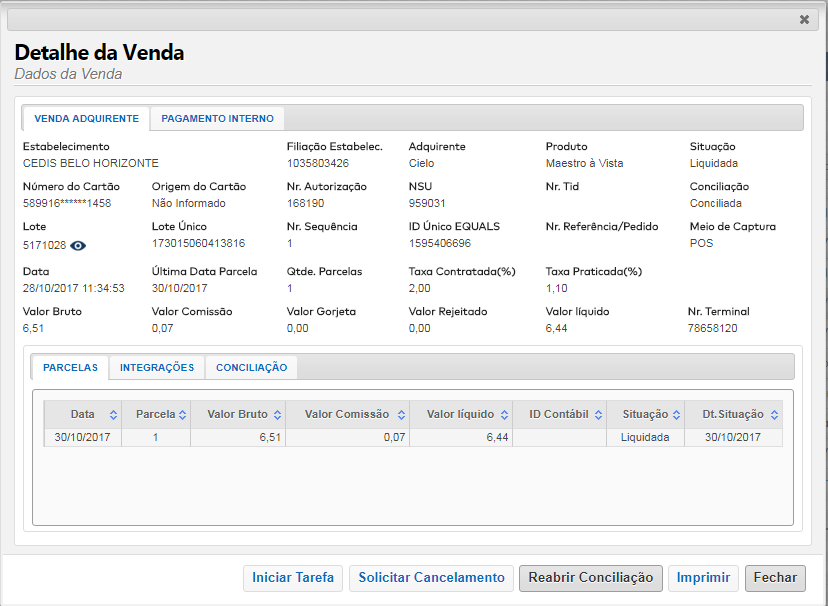 Detalhe da Venda
Dados da Venda
VENDA ADQUIRENTE PAGAMENTO INTERNO
Estabelecimento Filiação Estabelec. Adquirente Produto Situação
CEDIS BELO HORIZONTE 1035803426 Cielo Maestro à Vista Liquidada
Número do Cartão Origem do Cartão Nr. Autorização NSU Nr. Tid Conciliação
589916******1458 Não Informado 168190 959031 Conciliada
Lote Lote Único Nr. Sequência ID Único EQUALS Nr. Referência/Pedido Meio de Captura
5171028 173015060413816 1 1595406696 POS
Data Última Data Parcela Qtde. Parcelas Taxa Contratada(%) Taxa Praticada(%)
28/10/2017 11:34:53 30/10/2017 1 2,00 1,10
Valor Bruto Valor Comissão Valor Gorjeta Valor Rejeitado Valor líquido Nr. Terminal
6,51 0,07 0,00 0,00 6,44 78658120
PARCELAS INTEGRAÇÕES CONCILIAÇÃO
Data Parcela Valor Bruto Valor Comissão Valor líquido ID Contábil Situação Dt.Situação
30/10/2017 1 6,51 0,07 6,44 Liquidada 30/10/2017
Iniciar Tarefa Solicitar Cancelamento Reabrir Conciliação Imprimir Fechar